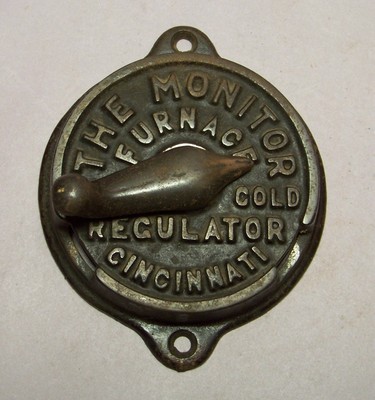 THE MONITOR
FURNACE
COLD
REGULATOR
CINCINNATI